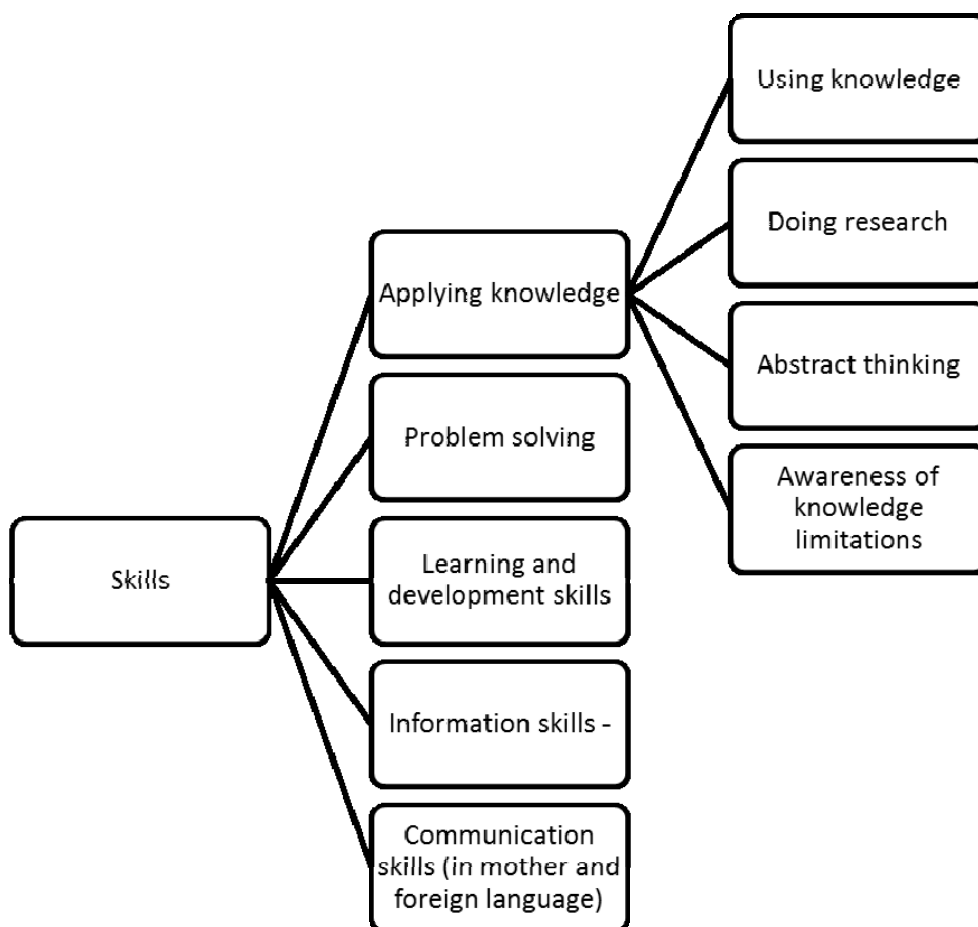 Skills
Applying knowledge
Problem solving
Learning and
development skills
Information skills -
Communication
skills (in mother and
foreign language)
Using knowledge
Doing research
Abstract thinking
Awareness of
knowledge
limitations